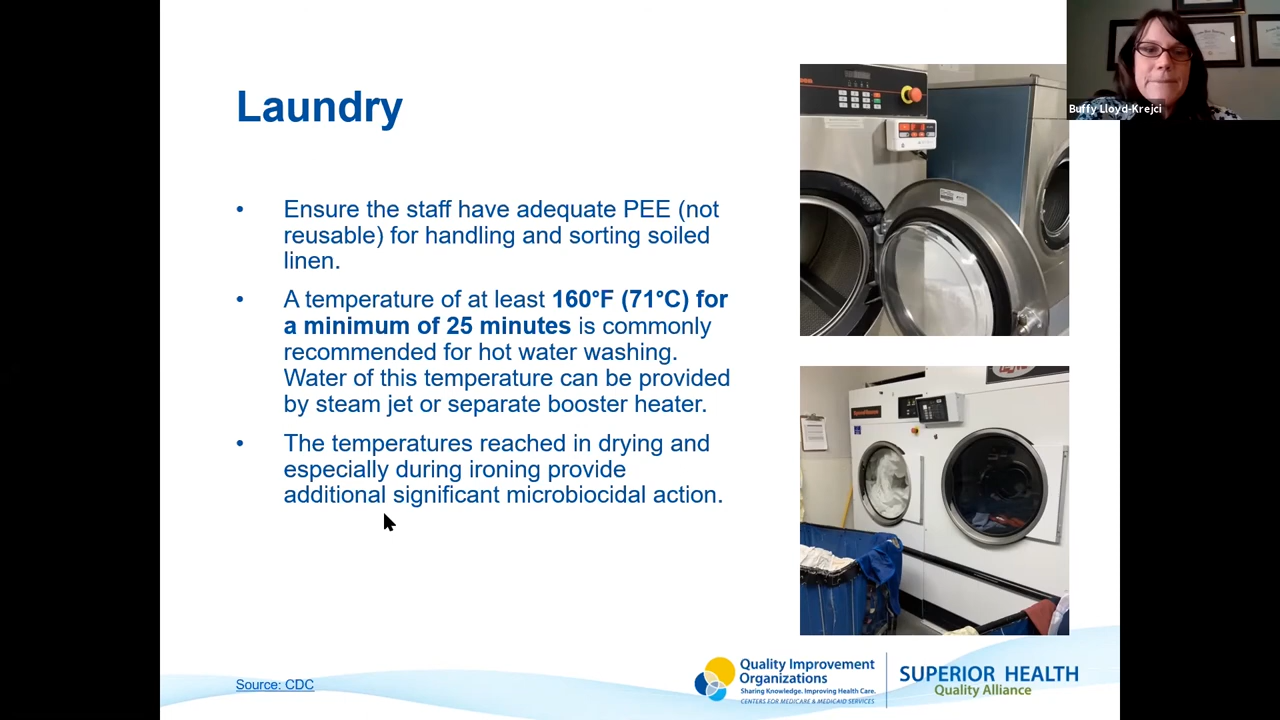 Laundry
Buffy Lloyd-Krejci
• Ensure the staff have adequate PEE (not
reusable) for handling and sorting soiled
linen.
• A temperature of at least 160°F (71°C) for
a minimum of 25 minutes is commonly
recommended for hot water washing.
Water of this temperature can be provided
by steam jet or separate booster heater.
• The temperatures reached in drying and
especially during ironing provide
additional significant microbiocidal action.
Source: CDC
Quality Improvement
Organizations
Sharing Knowledge. Improving Health Care.
CENTERS FOR MEDICARE & MEDICAID SERVICES
SUPERIOR HEALTH
Quality Alliance